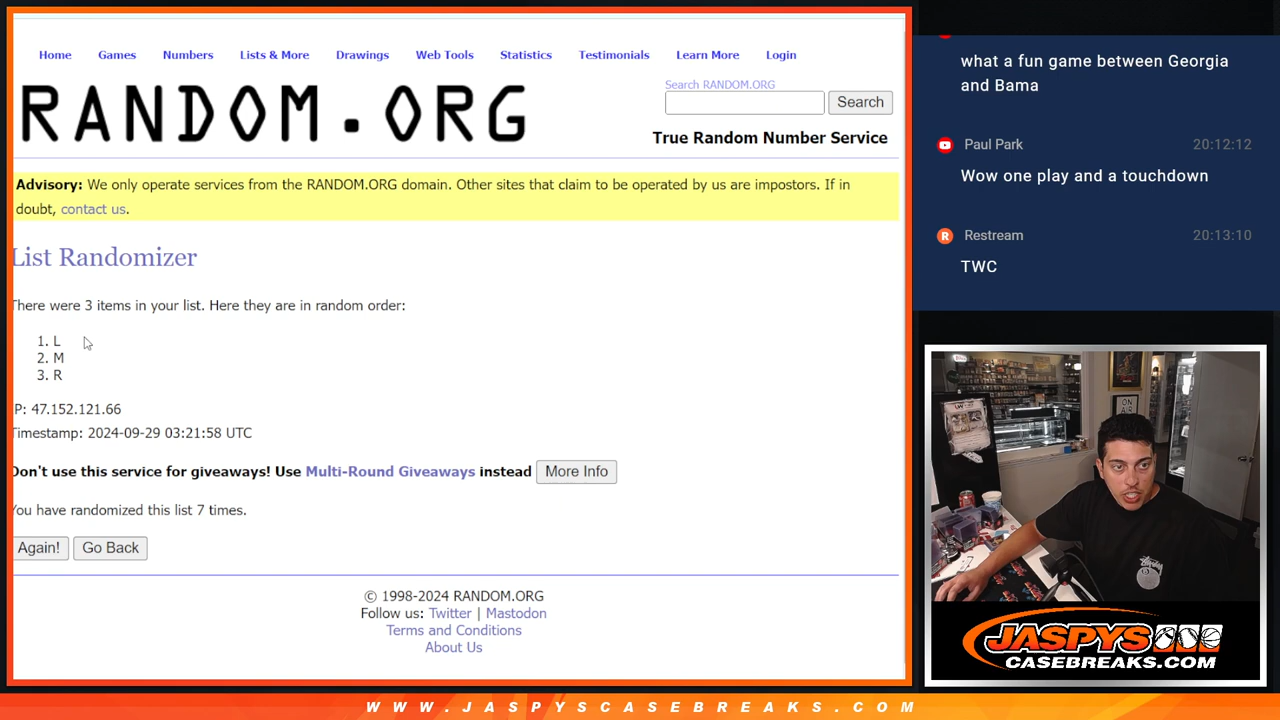 Home Games Numbers Lists & More Drawings Web Tools Statistics Testimonials Learn More Login
RANDOM.ORG
Search RANDOM.ORG
Search
True Random Number Service
Advisory: We only operate services from the RANDOM.ORG domain. Other sites that claim to be operated by us are impostors. If in
doubt, contact us.
List Randomizer
There were 3 items in your list. Here they are in random order:
1. L
2. M
3. R
P: 47.152.121.66
Timestamp: 2024-09-29 03:21:58 UTC
Don't use this service for giveaways! Use Multi-Round Giveaways instead More Info
You have randomized this list 7 times.
Again! Go Back
© 1998-2024 RANDOM.ORG
Follow us: Twitter | Mastodon
Terms and Conditions
About Us
what a fun game between Georgia
and Bama
Paul Park 20:12:12
Wow one play and a touchdown
R Restream 20:13:10
TWC
ON
AIR
JASPYS
CASEBREAKS.COM
WWW.JASPYSCASEBREAKS.COM